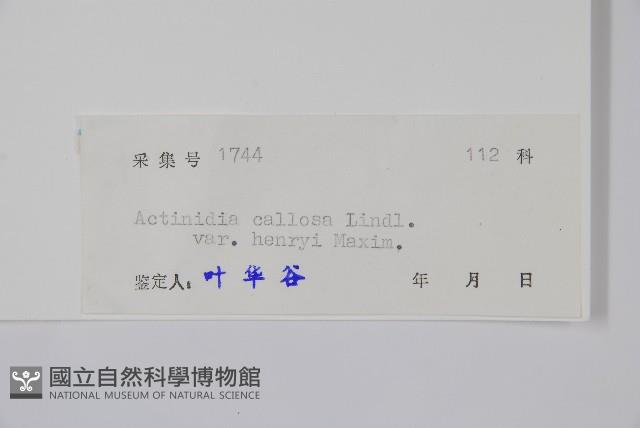 采集号 1744 112 科
Actinidia callosa Lindl.
var. henryi Maxim.
鉴定人: 叶华谷 年 月 日
國立自然科學博物館
NATIONAL MUSEUM OF NATURAL SCIENCE